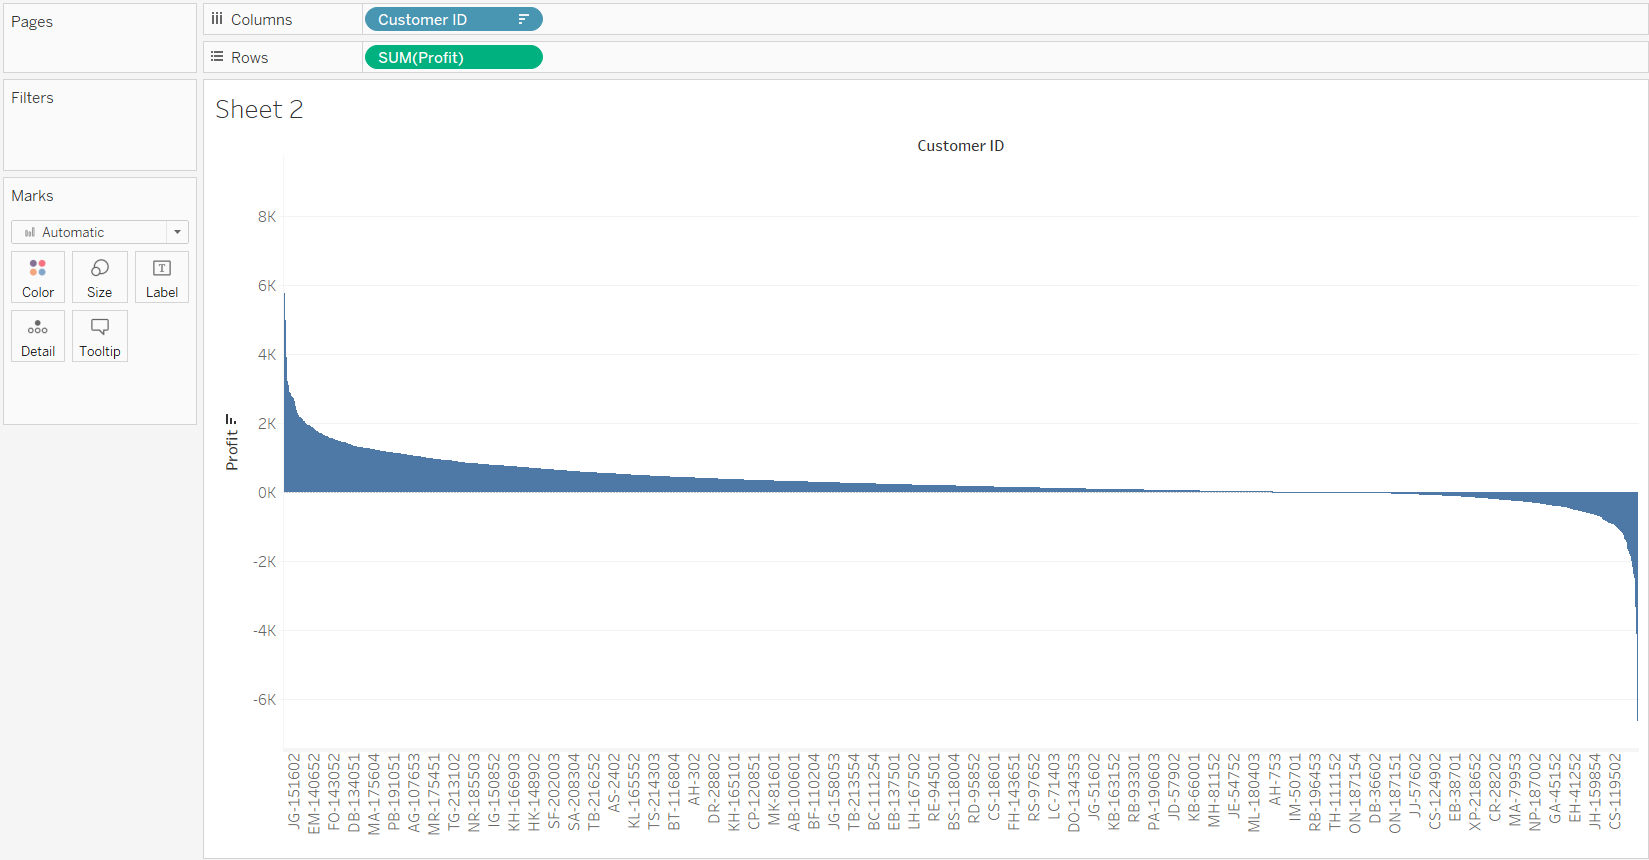 Pages
Columns
Customer ID
Rows
SUM(Profit)
Filters
Marks
Automatic
Color
Size
Label
Detail
Tooltip
Sheet 2
Customer ID
Profit
8K
6K
4K
2K
0K
-2K
-4K
-6K
JG-151602
EM-140652
FO-143052
DB-134051
MA-175604
PB-191051
AG-107653
MR-175451
TG-213102
NR-185503
IG-150852
KH-166903
HK-148902
SF-202003
SA-208304
TB-216252
AS-2402
KL-165552
TS-214303
BT-116804
AH-302
DR-28802
KH-165101
CP-120851
MK-81601
AB-100601
BF-110204
JG-158053
TB-213554
BC-111254
EB-137501
LH-167502
RE-94501
BS-118004
RD-95852
CS-18601
FH-143651
RS-97652
LC-71403
DO-134353
JG-51602
KB-163152
RB-93301
PA-190603
JD-57902
KB-66001
MH-81152
JE-54752
ML-180403
AH-753
IM-50701
RB-196453
TH-111152
ON-187154
DB-36602
ON-187151
JJ-57602
CS-124902
EB-38701
XP-218652
CR-28202
MA-79953
NP-187002
GA-45152
EH-41252
JH-159854
CS-119502